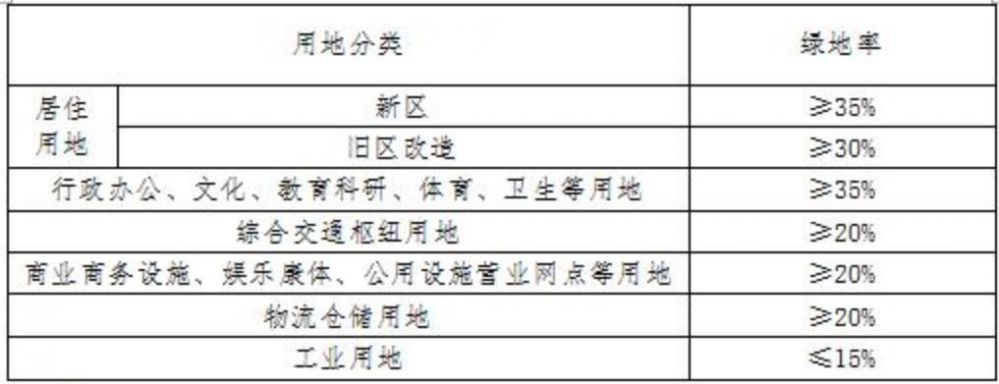 用地分类 绿地率
居住用地 新区 ≥35%
旧区改造 ≥30%
行政办公、文化、教育科研、体育、卫生等用地 ≥35%
综合交通枢纽用地 ≥20%
商业商务设施、娱乐康体、公用设施营业网点等用地 ≥20%
物流仓储用地 ≥20%
工业用地 ≤15%